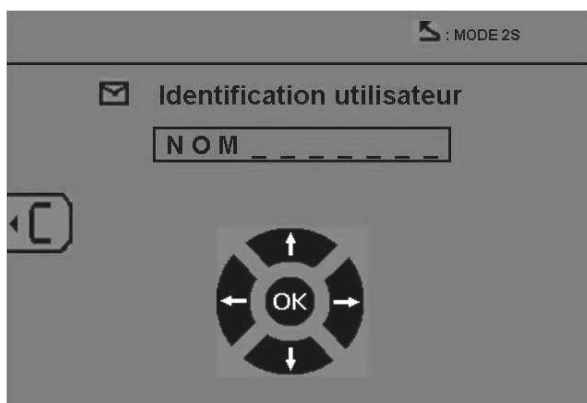 : MODE 2S
Identification utilisateur
NOM _ _ _ _ _ _ _
C
OK